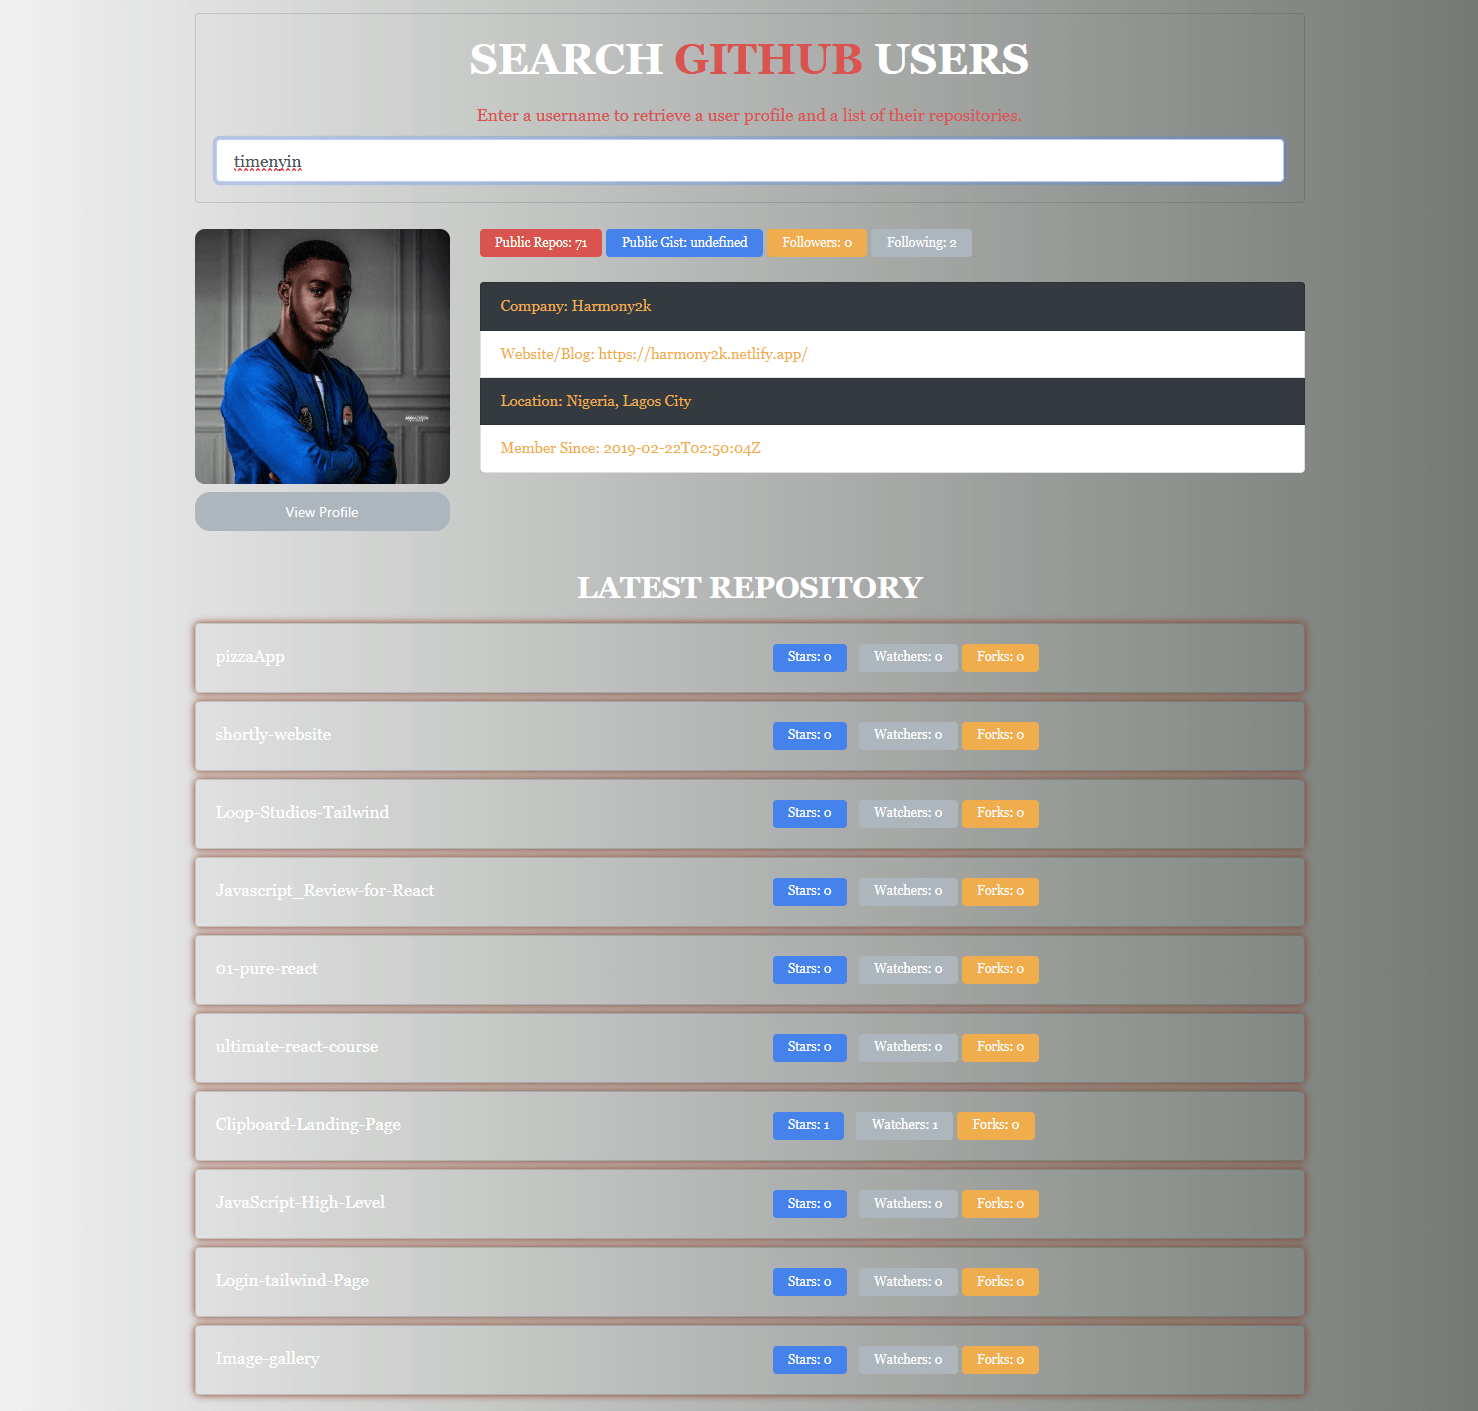 SEARCH GITHUB USERS
Enter a username to retrieve a user profile and a list of their repositories.
timenyin
Public Repos: 71 Public Gist: undefined Followers: 0 Following: 2
Company: Harmony2k
Website/Blog: https://harmony2k.netlify.app/
Location: Nigeria, Lagos City
Member Since: 2019-02-22T02:50:04Z
View Profile
LATEST REPOSITORY
pizzaApp Stars: 0 Watchers: 0 Forks: 0
shortly-website Stars: 0 Watchers: 0 Forks: 0
Loop-Studios-Tailwind Stars: 0 Watchers: 0 Forks: 0
Javascript_Review-for-React Stars: 0 Watchers: 0 Forks: 0
01-pure-react Stars: 0 Watchers: 0 Forks: 0
ultimate-react-course Stars: 0 Watchers: 0 Forks: 0
Clipboard-Landing-Page Stars: 1 Watchers: 1 Forks: 0
JavaScript-High-Level Stars: 0 Watchers: 0 Forks: 0
Login-tailwind-Page Stars: 0 Watchers: 0 Forks: 0
Image-gallery Stars: 0 Watchers: 0 Forks: 0